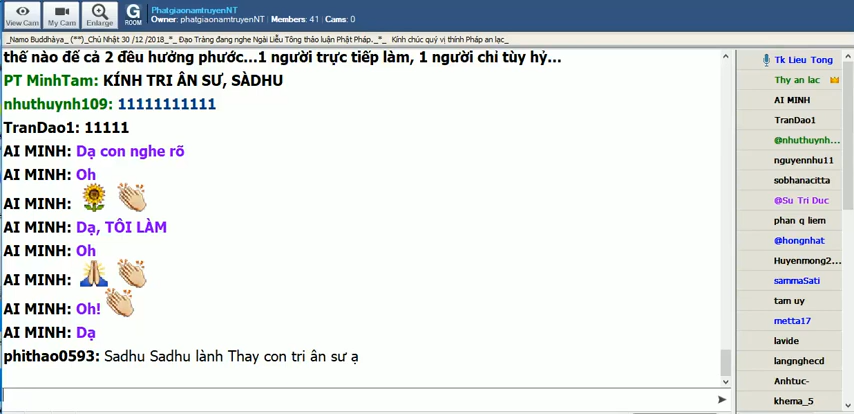 View Cam
My Cam
Enlarge
G
ROOM
PhatgiaonamtruyenNT
Owner: phatgiaonamtruyenNT | Members: 41 | Cams: 0
_Namo Buddhàya_ (**)_Chủ Nhật 30 /12 /2018_*_ Đạo Tràng đang nghe Ngài Liễu Tông thảo luận Phật Pháp._*_ Kính chúc quý vị thính Pháp an lạc_
thế nào để cả 2 đều hưởng phước...1 người trực tiếp làm, 1 người chỉ tùy hỷ...
PT MinhTam: KÍNH TRI ÂN SƯ, SÀDHU
nhuthuynh109: 11111111111
TranDao1: 11111
AI MINH: Dạ con nghe rõ
AI MINH: Oh
AI MINH:
AI MINH: Dạ, TÔI LÀM
AI MINH: Oh
AI MINH:
AI MINH: Oh!
AI MINH: Dạ
phithao0593: Sadhu Sadhu lành Thay con tri ân sư ạ
Tk Lieu Tong
Thy an lac
AI MINH
TranDao1
@nhuthuynh...
nguyennhu11
sobhanacitta
@Su Tri Duc
phan q liem
@hongnhat
Huyenmong2...
sammaSati
tam uy
metta17
lavide
langnghecd
Anhtuc-
khema_5